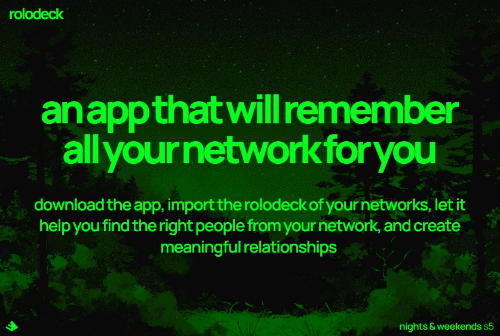 rolodeck
an app that will remember
all your network for you
download the app, import the rolodeck of your networks, let it
help you find the right people from your network, and create
meaningful relationships
nights & weekends s5